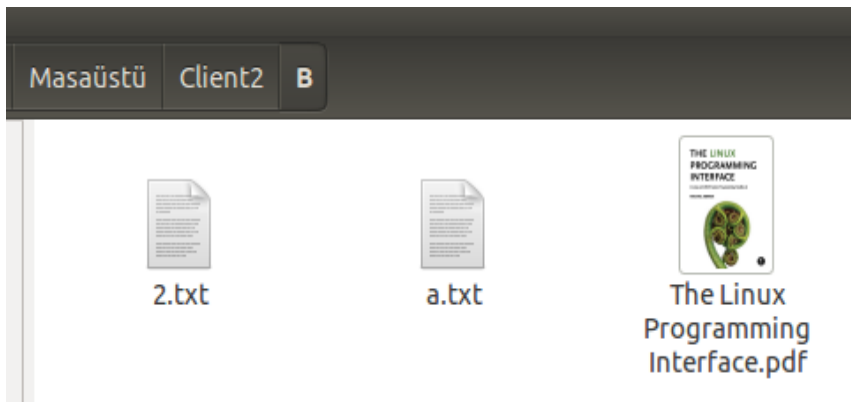 Masaüstü Client2 B
THE LINUX
PROGRAMMING
INTERFACE
2.txt a.txt The Linux
Programming
Interface.pdf